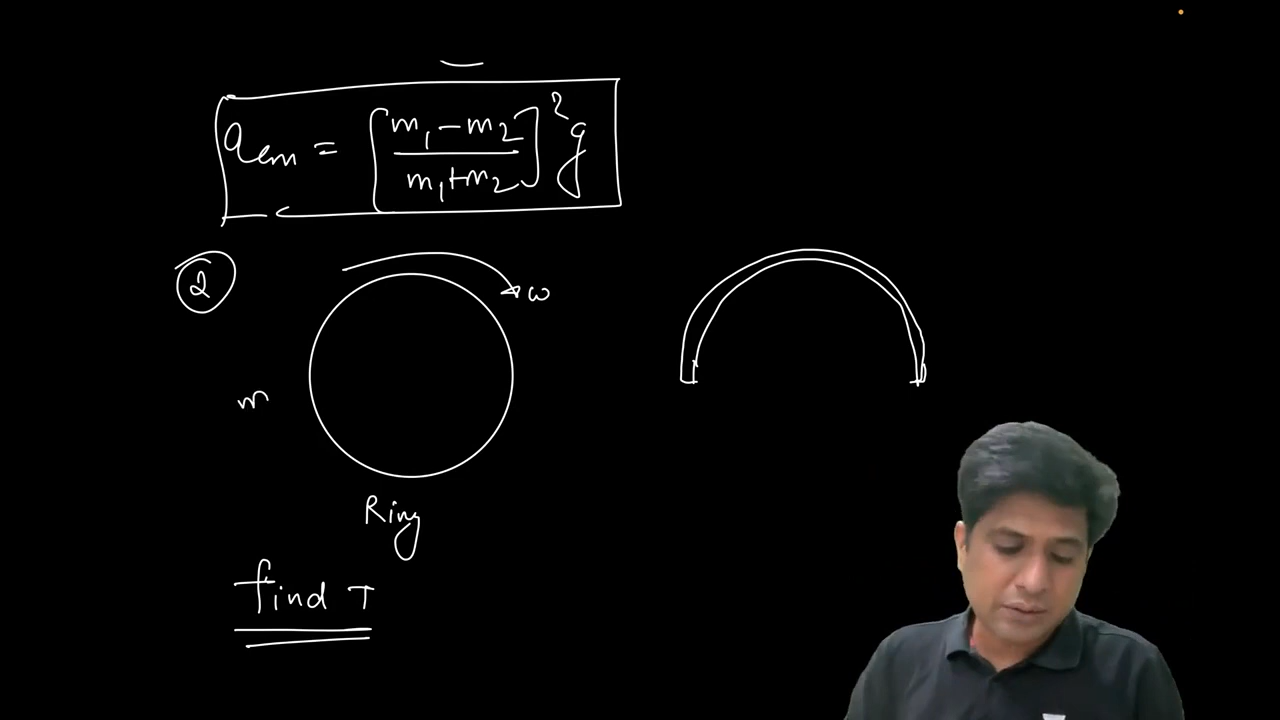 a_cm = [m₁ - m₂ / m₁ + m₂]² g
②
ω
m
Ring
find T